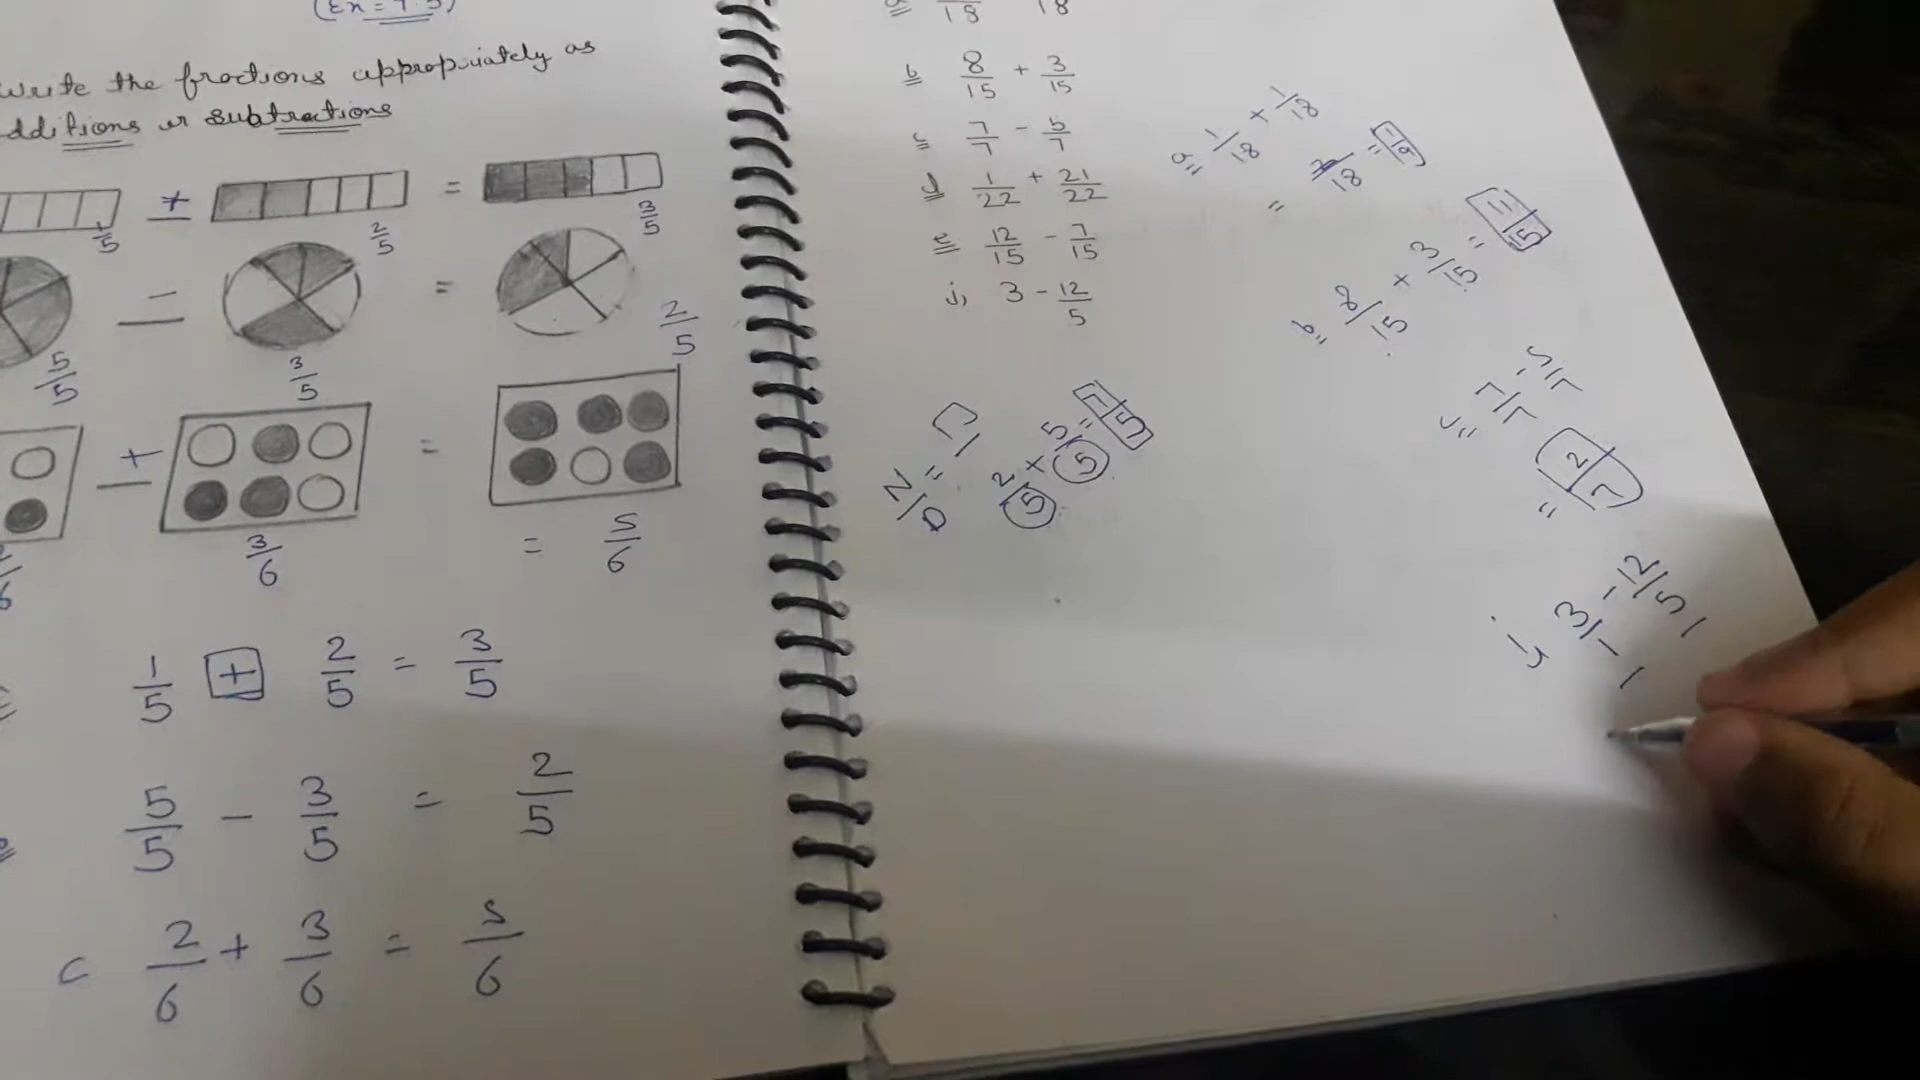 (Ex = 7.5)
Write the fractions appropriately as
dditions or subtractions
1/5 + 2/5 = 3/5
5/5 — 3/5 = 2/5
+ 3/6 = 5/6
1/5 + 2/5 = 3/5
5/5 - 3/5 = 2/5
c 2/6 + 3/6 = 5/6
18 18
b 8/15 + 3/15
c 7/7 - 5/7
d 1/22 + 21/22
e 12/15 - 7/15
j, 3 - 12/5
N/D =
2/5 + 5/5 = 7/5
a 1/18 + 1/18
= 2/18 = 1/9
b 8/15 + 3/15 = 11/15
c 7/7 - 5/7
= 2/7
j, 3/1 - 12/5